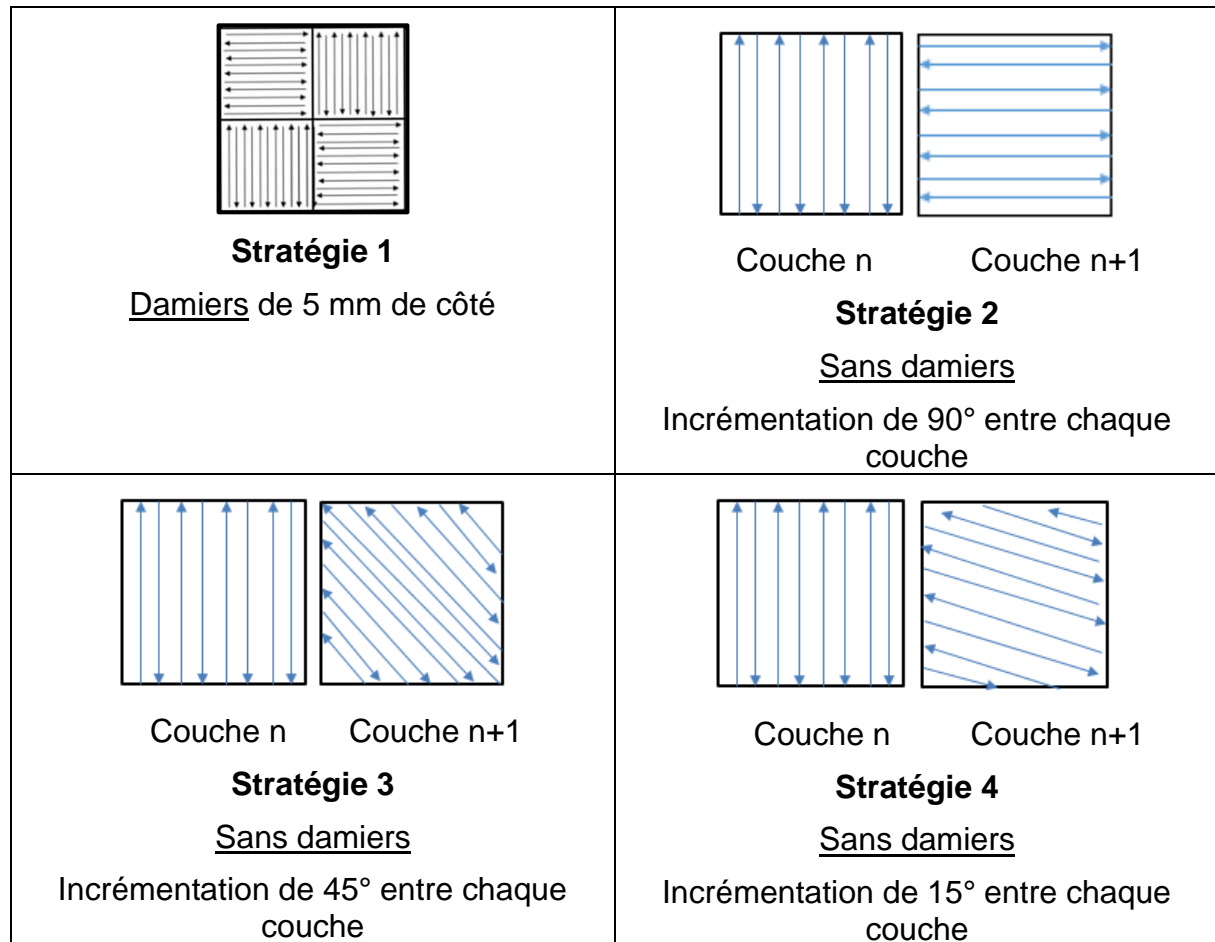 Stratégie 1
Damiers de 5 mm de côté
Couche n Couche n+1
Stratégie 2
Sans damiers
Incrémentation de 90° entre chaque
couche
Couche n Couche n+1
Stratégie 3
Sans damiers
Incrémentation de 45° entre chaque
couche
Couche n Couche n+1
Stratégie 4
Sans damiers
Incrémentation de 15° entre chaque
couche